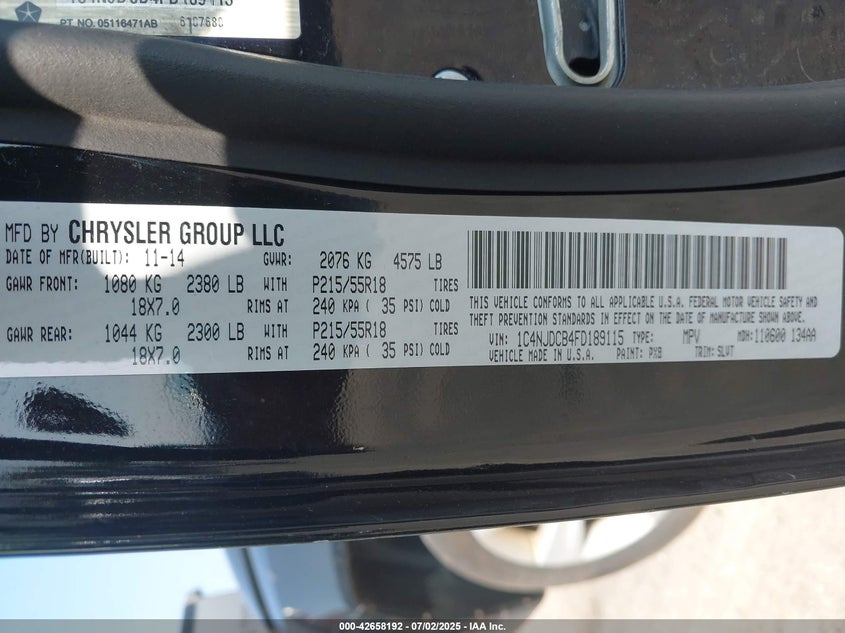 PT. NO. 05116471AB
MFD BY CHRYSLER GROUP LLC
DATE OF MFR(BUILT): 11-14 GVWR: 2076 KG 4575 LB
GAWR FRONT: 1080 KG 2380 LB WITH P215/55R18 TIRES
18X7.0 RIMS AT 240 KPA ( 35 PSI) COLD
GAWR REAR: 1044 KG 2300 LB WITH P215/55R18 TIRES
18X7.0 RIMS AT 240 KPA ( 35 PSI) COLD
THIS VEHICLE CONFORMS TO ALL APPLICABLE U.S.A. FEDERAL MOTOR VEHICLE SAFETY AND
THEFT PREVENTION STANDARDS IN EFFECT ON THE DATE OF MANUFACTURE SHOWN ABOVE.
VIN: 1C4NJDCB4FD189115 TYPE: MPV MDH:110600 134AA
VEHICLE MADE IN U.S.A. PAINT: PXB TRIM: SLVT
000-42658192 - 07/02/2025 - IAA Inc.